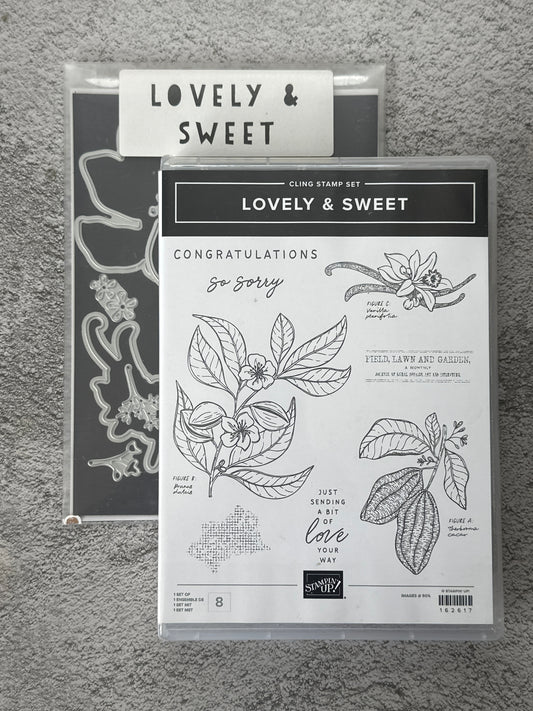 LOVELY &
SWEET
CLING STAMP SET
LOVELY & SWEET
CONGRATULATIONS
so sorry
FIGURE C:
Vanilla
planifolia
FIELD, LAWN AND GARDEN,
A MONTHLY
FIGURE B:
Prunus
dulcis
JUST
SENDING
A BIT
OF
love
YOUR
WAY
FIGURE A:
Theobroma
cacao
1 SET OF
1 ENSEMBLE DE
1 SET MIT
1 SET MET
8
STAMPIN' UP!
IMAGES @ 90%
© STAMPIN' UP!
162617